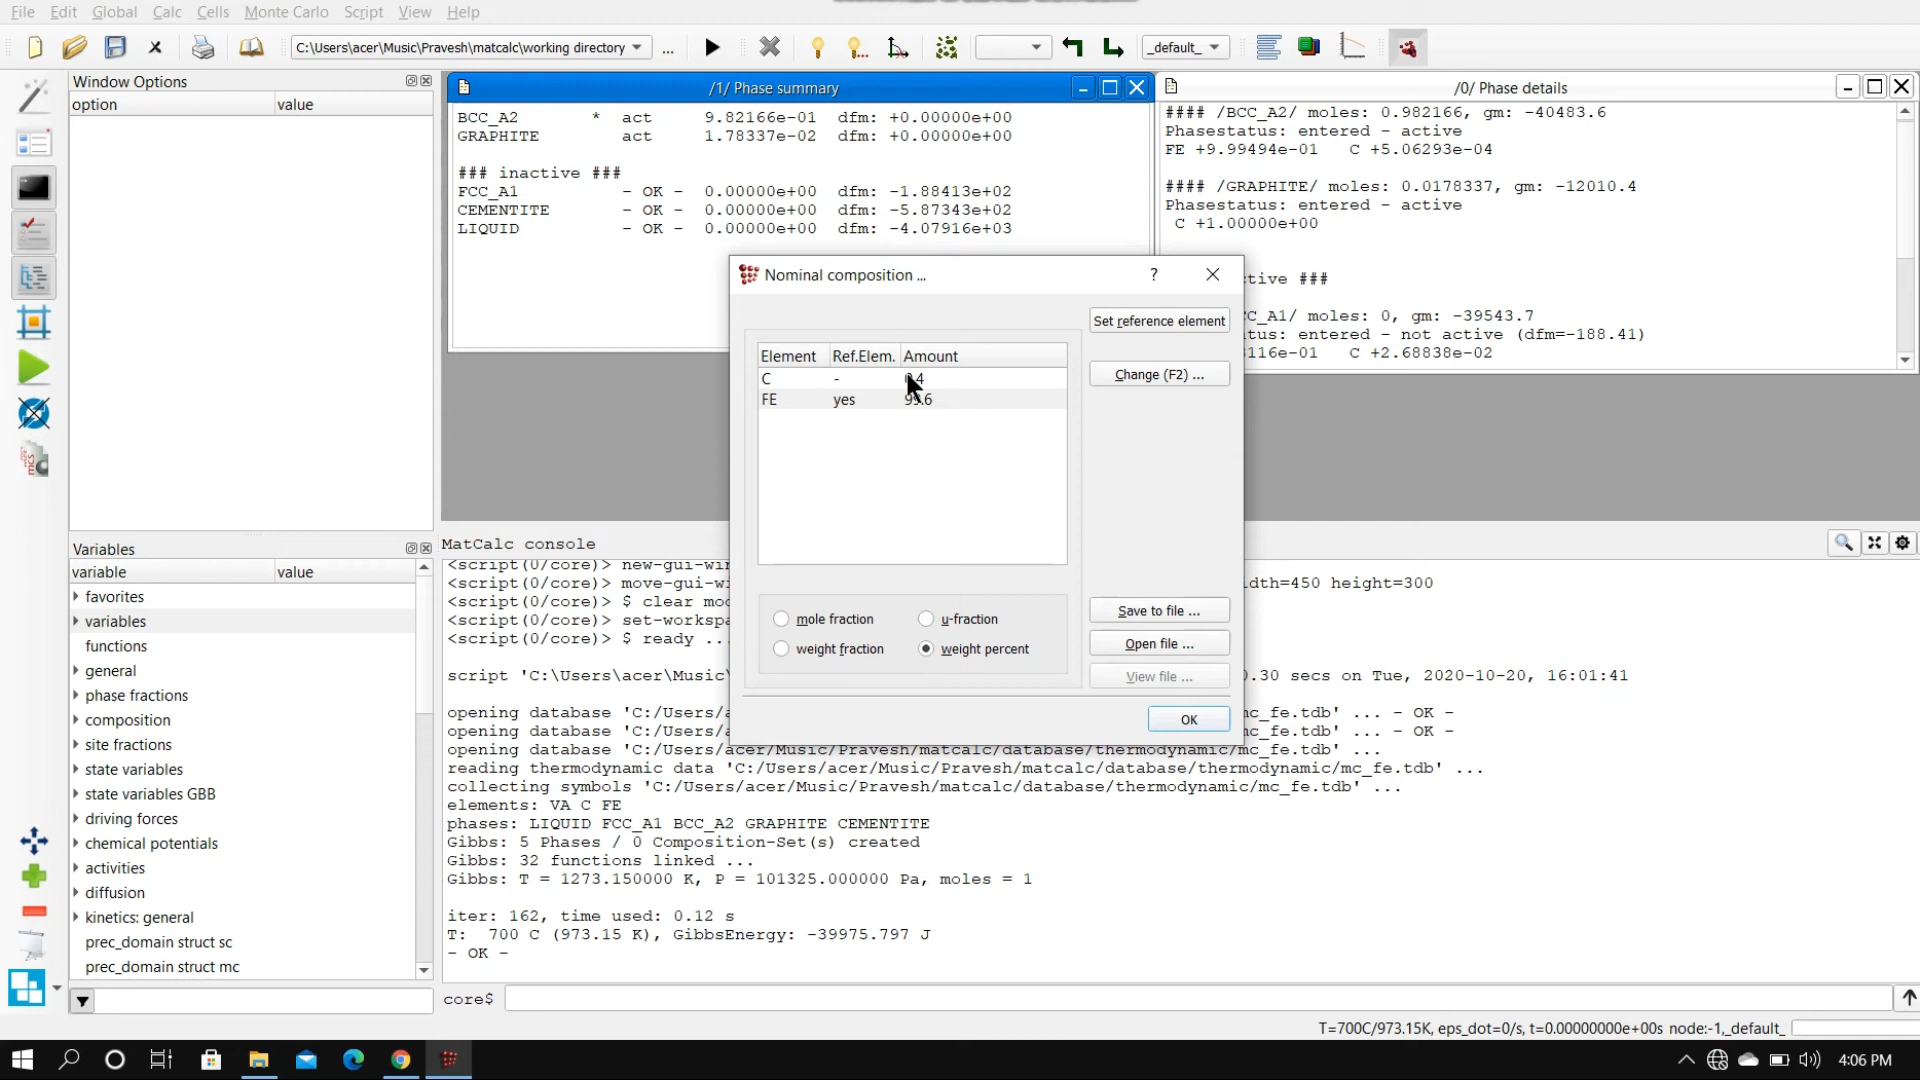 File Edit Global Calc Cells Monte Carlo Script View Help
C:\Users\acer\Music\Pravesh\matcalc\working directory ... _default_
Window Options
option value
/1/ Phase summary
BCC_A2 * act 9.82166e-01 dfm: +0.00000e+00
GRAPHITE act 1.78337e-02 dfm: +0.00000e+00
### inactive ###
FCC_A1 - OK - 0.00000e+00 dfm: -1.88413e+02
CEMENTITE - OK - 0.00000e+00 dfm: -5.87343e+02
LIQUID - OK - 0.00000e+00 dfm: -4.07916e+03
/0/ Phase details
#### /BCC_A2/ moles: 0.982166, gm: -40483.6
Phasestatus: entered - active
FE +9.99494e-01 C +5.06293e-04
#### /GRAPHITE/ moles: 0.0178337, gm: -12010.4
Phasestatus: entered - active
C +1.00000e+00
ctive ###
C_A1/ moles: 0, gm: -39543.7
tus: entered - not active (dfm=-188.41)
8116e-01 C +2.68838e-02
Nominal composition ... ?
Set reference element
Element Ref.Elem. Amount
C -
FE yes
Change (F2) ...
mole fraction u-fraction
weight fraction weight percent
Save to file ...
Open file ...
View file ...
OK
Variables
variable value
favorites
variables
functions
general
phase fractions
composition
site fractions
state variables
state variables GBB
driving forces
chemical potentials
activities
diffusion
kinetics: general
prec_domain struct sc
prec_domain struct mc
MatCalc console
<script(0/core)> new-gui-wi
<script(0/core)> move-gui-w dth=450 height=300
<script(0/core)> $ clear mo
<script(0/core)> set-workspa
<script(0/core)> $ ready ..
script 'C:\Users\acer\Music\ .30 secs on Tue, 2020-10-20, 16:01:41
opening database 'C:/Users/a mc_fe.tdb' ... - OK -
opening database 'C:/Users/a mc_fe.tdb' ... - OK -
opening database 'C:/Users/acer/Music/Pravesh/matcalc/database/thermodynamic/mc_fe.tdb' ...
reading thermodynamic data 'C:/Users/acer/Music/Pravesh/matcalc/database/thermodynamic/mc_fe.tdb' ...
collecting symbols 'C:/Users/acer/Music/Pravesh/matcalc/database/thermodynamic/mc_fe.tdb' ...
elements: VA C FE
phases: LIQUID FCC_A1 BCC_A2 GRAPHITE CEMENTITE
Gibbs: 5 Phases / 0 Composition-Set(s) created
Gibbs: 32 functions linked ...
Gibbs: T = 1273.150000 K, P = 101325.000000 Pa, moles = 1
iter: 162, time used: 0.12 s
T: 700 C (973.15 K), GibbsEnergy: -39975.797 J
- OK -
core$
T=700C/973.15K, eps_dot=0/s, t=0.00000000e+00s node:-1,_default_
4:06 PM